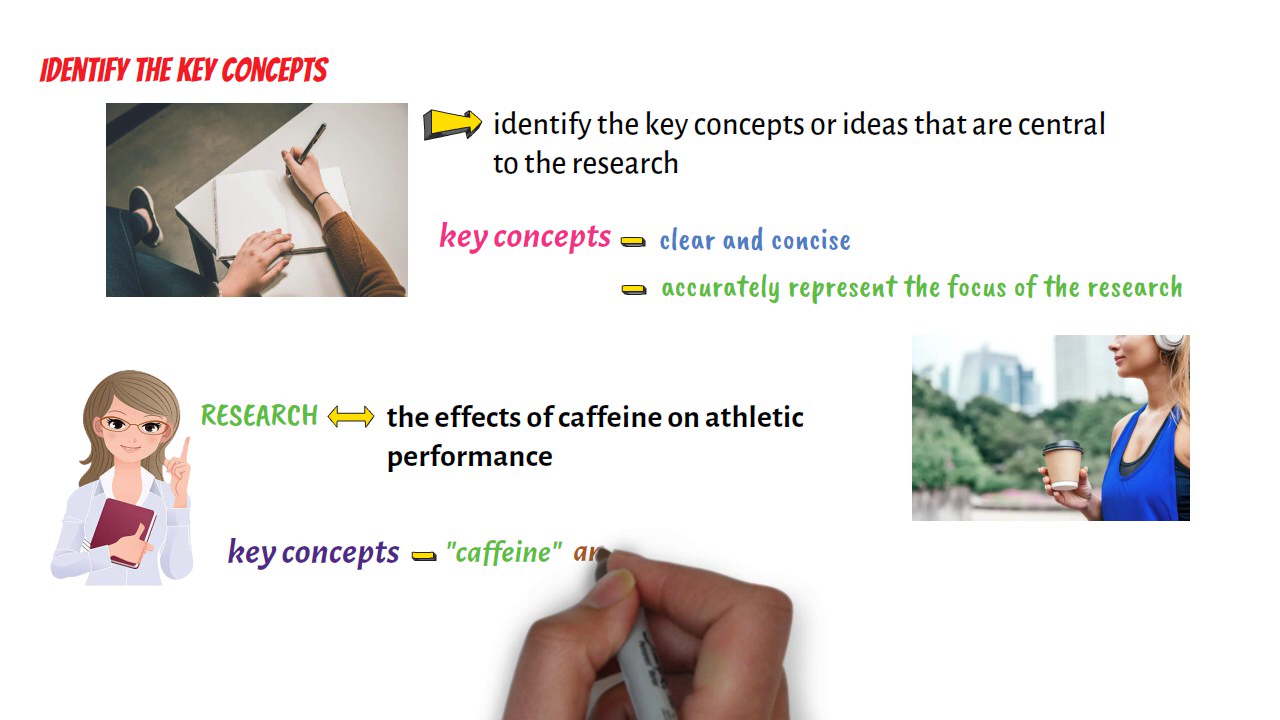 IDENTIFY THE KEY CONCEPTS
identify the key concepts or ideas that are central
to the research
key concepts - clear and concise
- accurately represent the focus of the research
RESEARCH ↔ the effects of caffeine on athletic
performance
key concepts - "caffeine"